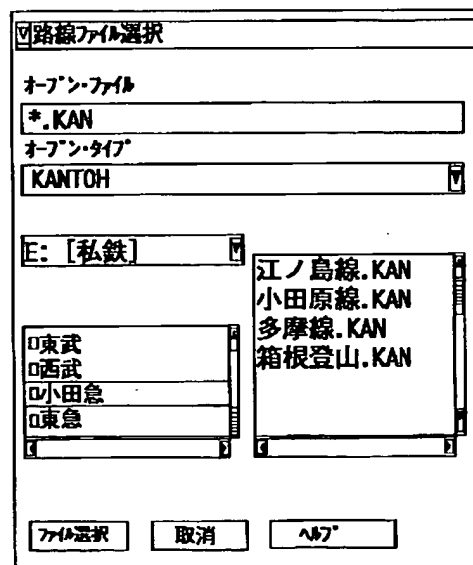 路線ファイル選択
オープン・ファイル
*.KAN
オープン・タイプ
KANTOH
E: [私鉄]
江ノ島線.KAN
小田原線.KAN
多摩線.KAN
箱根登山.KAN
東武
西武
小田急
東急
ファイル選択 取消 ヘルプ